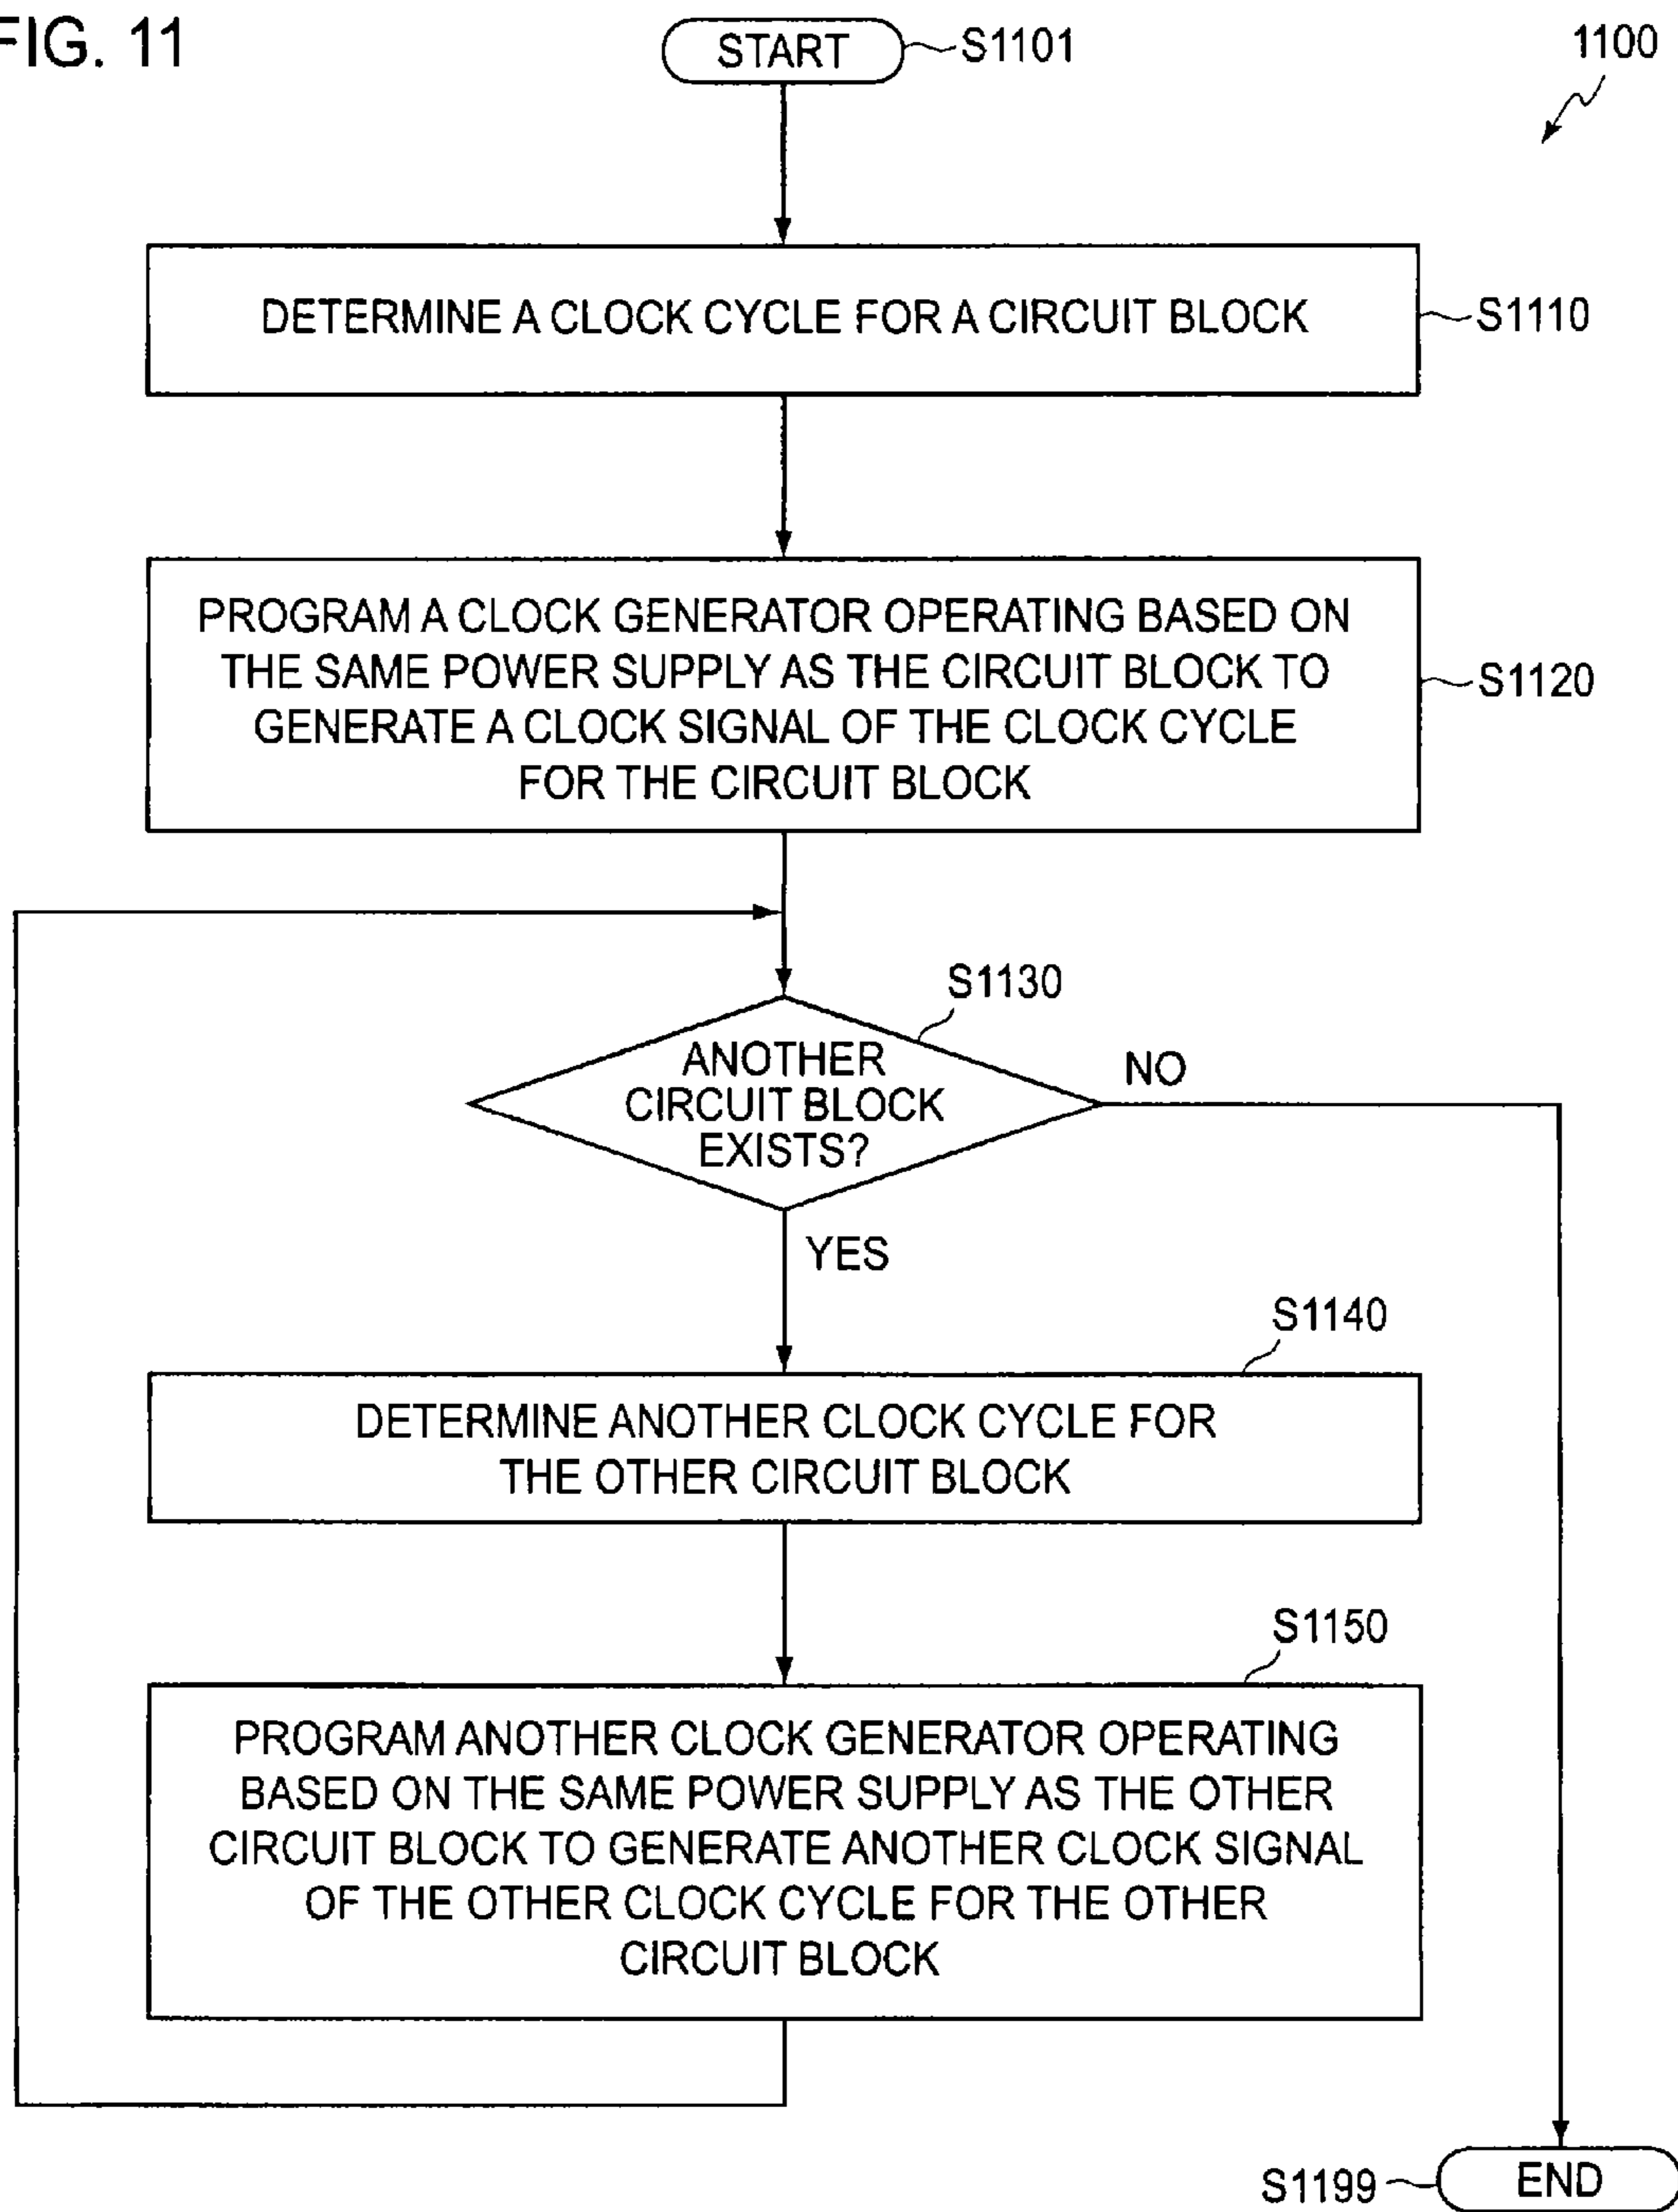 FIG. 11
START
S1101
1100
DETERMINE A CLOCK CYCLE FOR A CIRCUIT BLOCK
S1110
PROGRAM A CLOCK GENERATOR OPERATING BASED ON
THE SAME POWER SUPPLY AS THE CIRCUIT BLOCK TO
GENERATE A CLOCK SIGNAL OF THE CLOCK CYCLE
FOR THE CIRCUIT BLOCK
S1120
S1130
ANOTHER
CIRCUIT BLOCK
EXISTS?
NO
YES
S1140
DETERMINE ANOTHER CLOCK CYCLE FOR
THE OTHER CIRCUIT BLOCK
S1150
PROGRAM ANOTHER CLOCK GENERATOR OPERATING
BASED ON THE SAME POWER SUPPLY AS THE OTHER
CIRCUIT BLOCK TO GENERATE ANOTHER CLOCK SIGNAL
OF THE OTHER CLOCK CYCLE FOR THE OTHER
CIRCUIT BLOCK
S1199
END